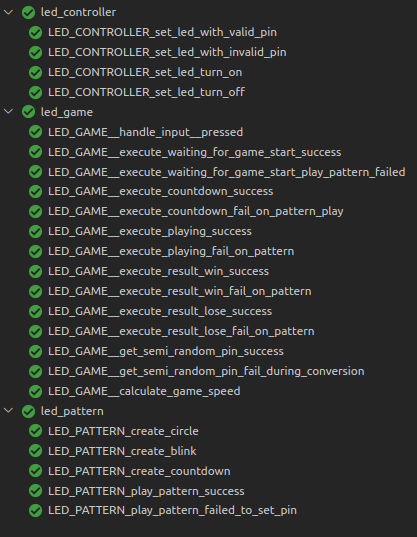 led_controller
LED_CONTROLLER_set_led_with_valid_pin
LED_CONTROLLER_set_led_with_invalid_pin
LED_CONTROLLER_set_led_turn_on
LED_CONTROLLER_set_led_turn_off
led_game
LED_GAME__handle_input__pressed
LED_GAME__execute_waiting_for_game_start_success
LED_GAME__execute_waiting_for_game_start_play_pattern_failed
LED_GAME__execute_countdown_success
LED_GAME__execute_countdown_fail_on_pattern_play
LED_GAME__execute_playing_success
LED_GAME__execute_playing_fail_on_pattern
LED_GAME__execute_result_win_success
LED_GAME__execute_result_win_fail_on_pattern
LED_GAME__execute_result_lose_success
LED_GAME__execute_result_lose_fail_on_pattern
LED_GAME__get_semi_random_pin_success
LED_GAME__get_semi_random_pin_fail_during_conversion
LED_GAME__calculate_game_speed
led_pattern
LED_PATTERN_create_circle
LED_PATTERN_create_blink
LED_PATTERN_create_countdown
LED_PATTERN_play_pattern_success
LED_PATTERN_play_pattern_failed_to_set_pin